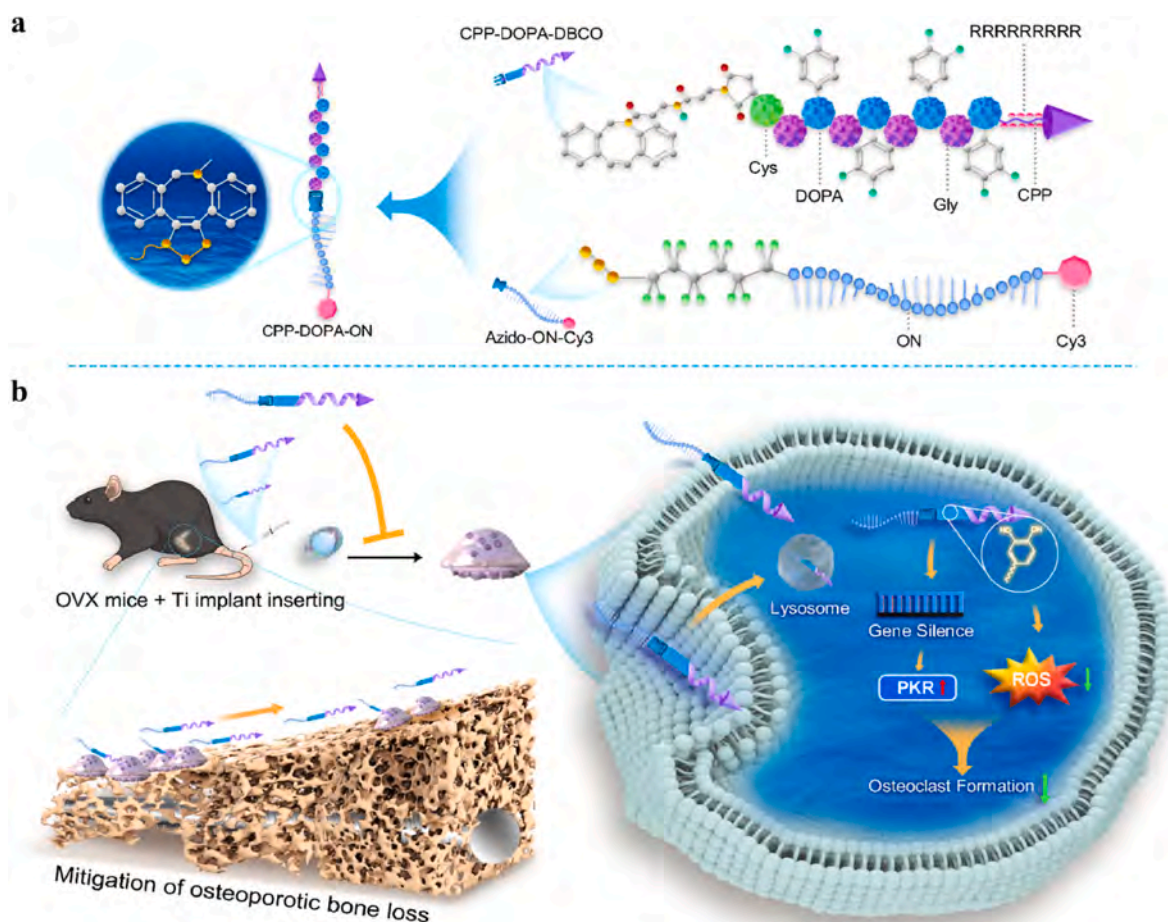 a
CPP-DOPA-DBCO
RRRRRRRRR
Cys
DOPA
Gly
CPP
CPP-DOPA-ON
Azido-ON-Cy3
ON
Cy3
b
OVX mice + Ti implant inserting
Lysosome
Gene Silence
PKR
ROS
Osteoclast Formation
Mitigation of osteoporotic bone loss